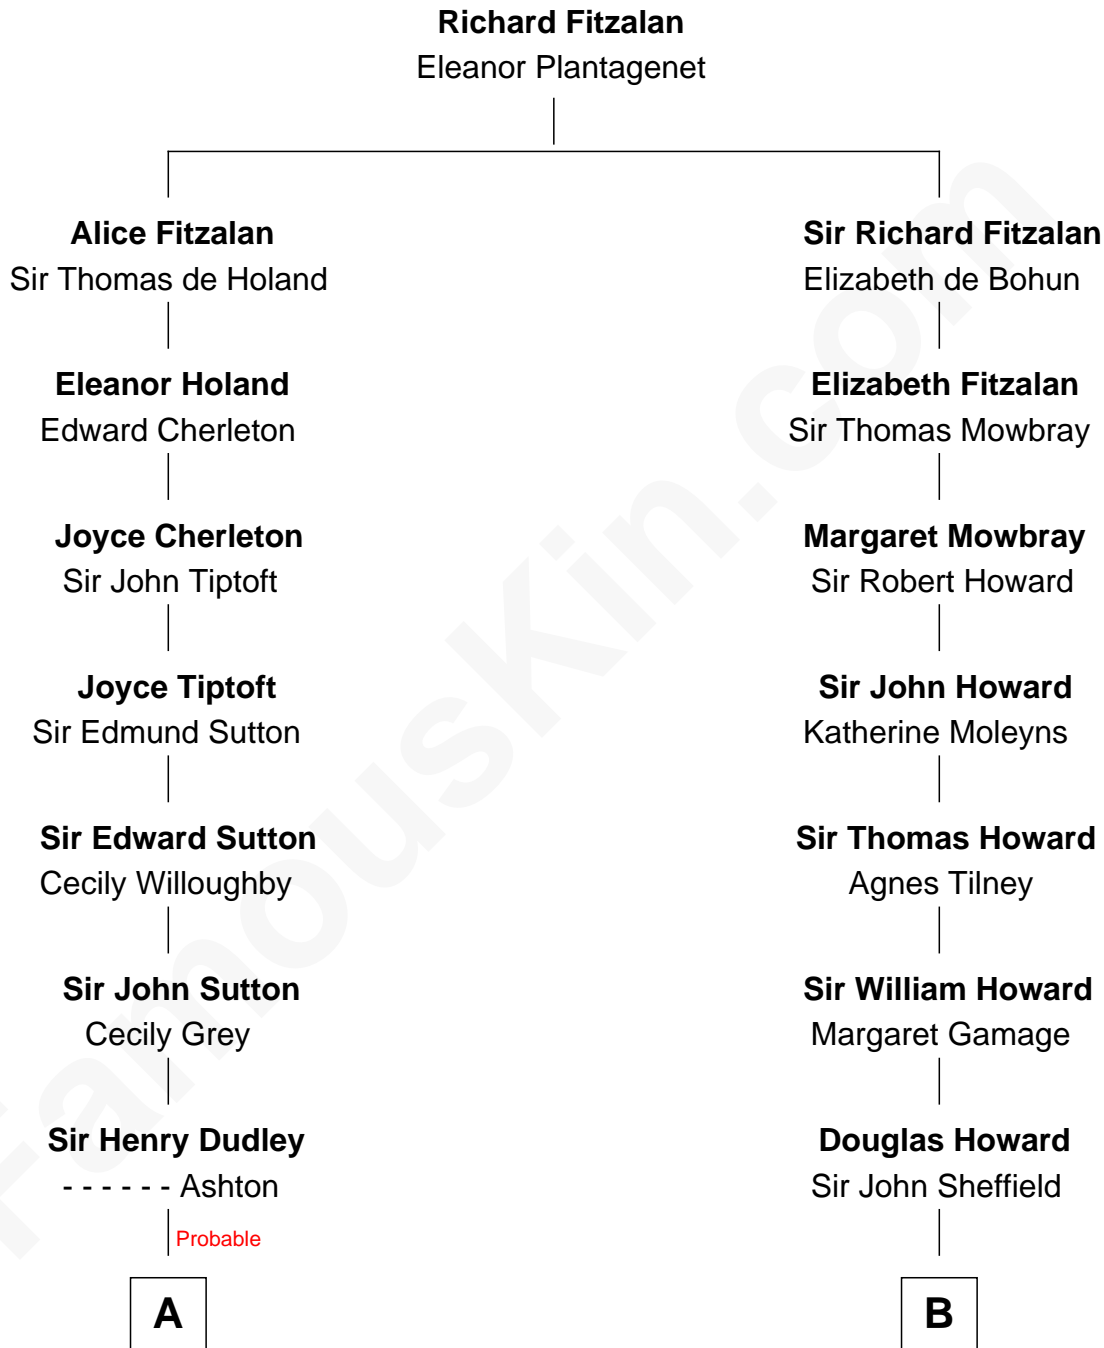 Richard Fitzalan
Eleanor Plantagenet
Alice Fitzalan
Sir Thomas de Holand
Sir Richard Fitzalan
Elizabeth de Bohun
Eleanor Holand
Edward Cherleton
Elizabeth Fitzalan
Sir Thomas Mowbray
Joyce Cherleton
Sir John Tiptoft
Margaret Mowbray
Sir Robert Howard
Joyce Tiptoft
Sir Edmund Sutton
Sir John Howard
Katherine Moleyns
Sir Edward Sutton
Cecily Willoughby
Sir Thomas Howard
Agnes Tilney
Sir John Sutton
Cecily Grey
Sir William Howard
Margaret Gamage
Sir Henry Dudley
- - - - - - Ashton
Probable
Douglas Howard
Sir John Sheffield
A
B
FamousKin.com